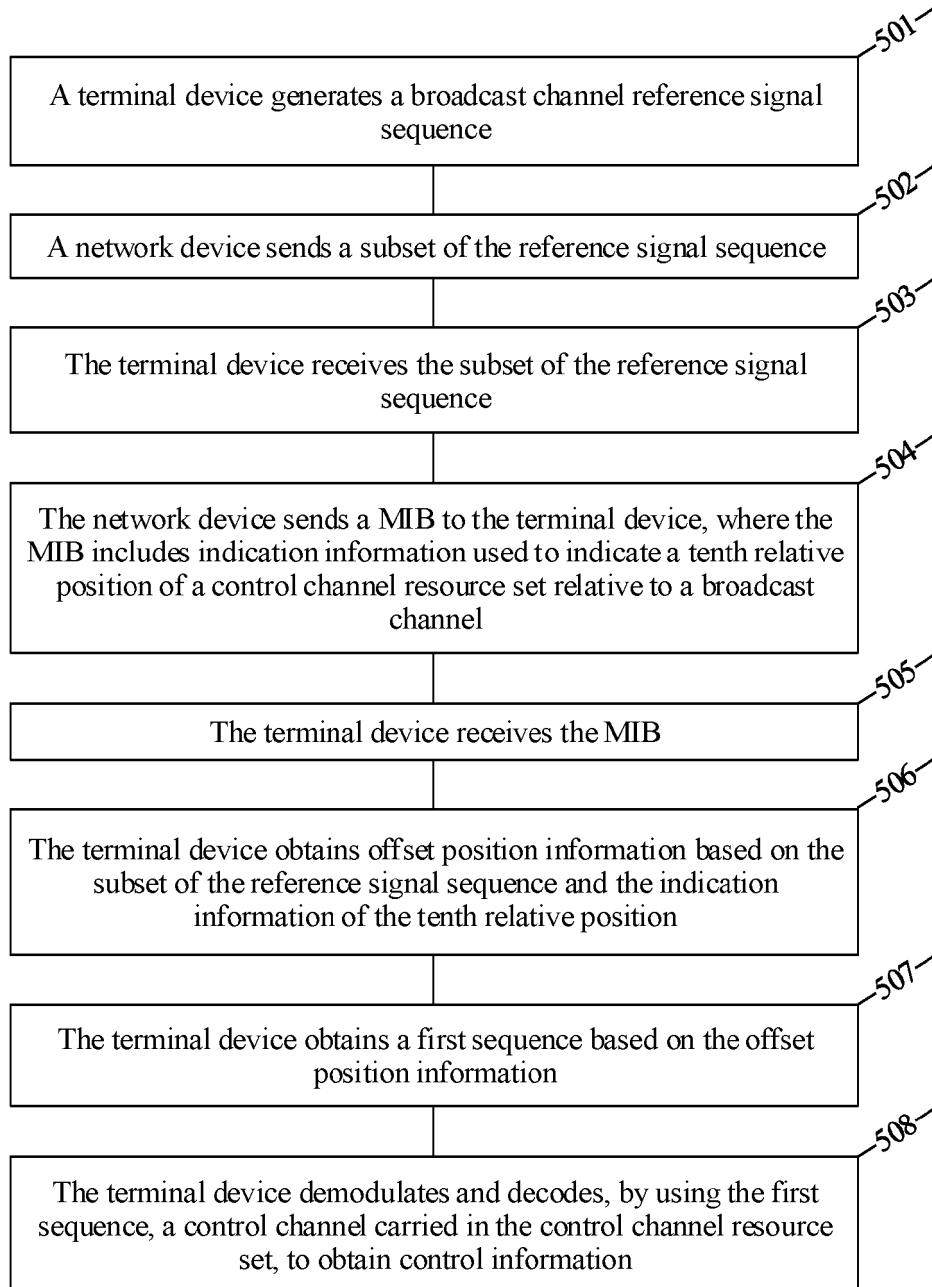 501
A terminal device generates a broadcast channel reference signal
sequence
502
A network device sends a subset of the reference signal sequence
503
The terminal device receives the subset of the reference signal
sequence
504
The network device sends a MIB to the terminal device, where the
MIB includes indication information used to indicate a tenth relative
position of a control channel resource set relative to a broadcast
channel
505
The terminal device receives the MIB
506
The terminal device obtains offset position information based on the
subset of the reference signal sequence and the indication
information of the tenth relative position
507
The terminal device obtains a first sequence based on the offset
position information
508
The terminal device demodulates and decodes, by using the first
sequence, a control channel carried in the control channel resource
set, to obtain control information